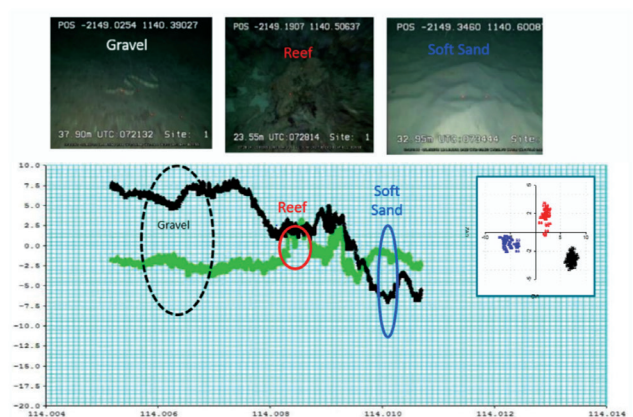 POS -2149.0254 1140.39027
Gravel
37.90m UTC:072132 Site: 1
POS -2149.1907 1140.50637
Reef
23.55m UTC:072814 Site: 1
POS -2149.3460 1140.6008
Soft Sand
Site: 1
10.0
7.5
5.0
2.5
0.0
-2.5
-5.0
-7.5
-10.0
-12.5
-15.0
-17.5
-20.0
Gravel
Reef
Soft
Sand
114.004
114.006
114.008
114.010
114.012
114.014